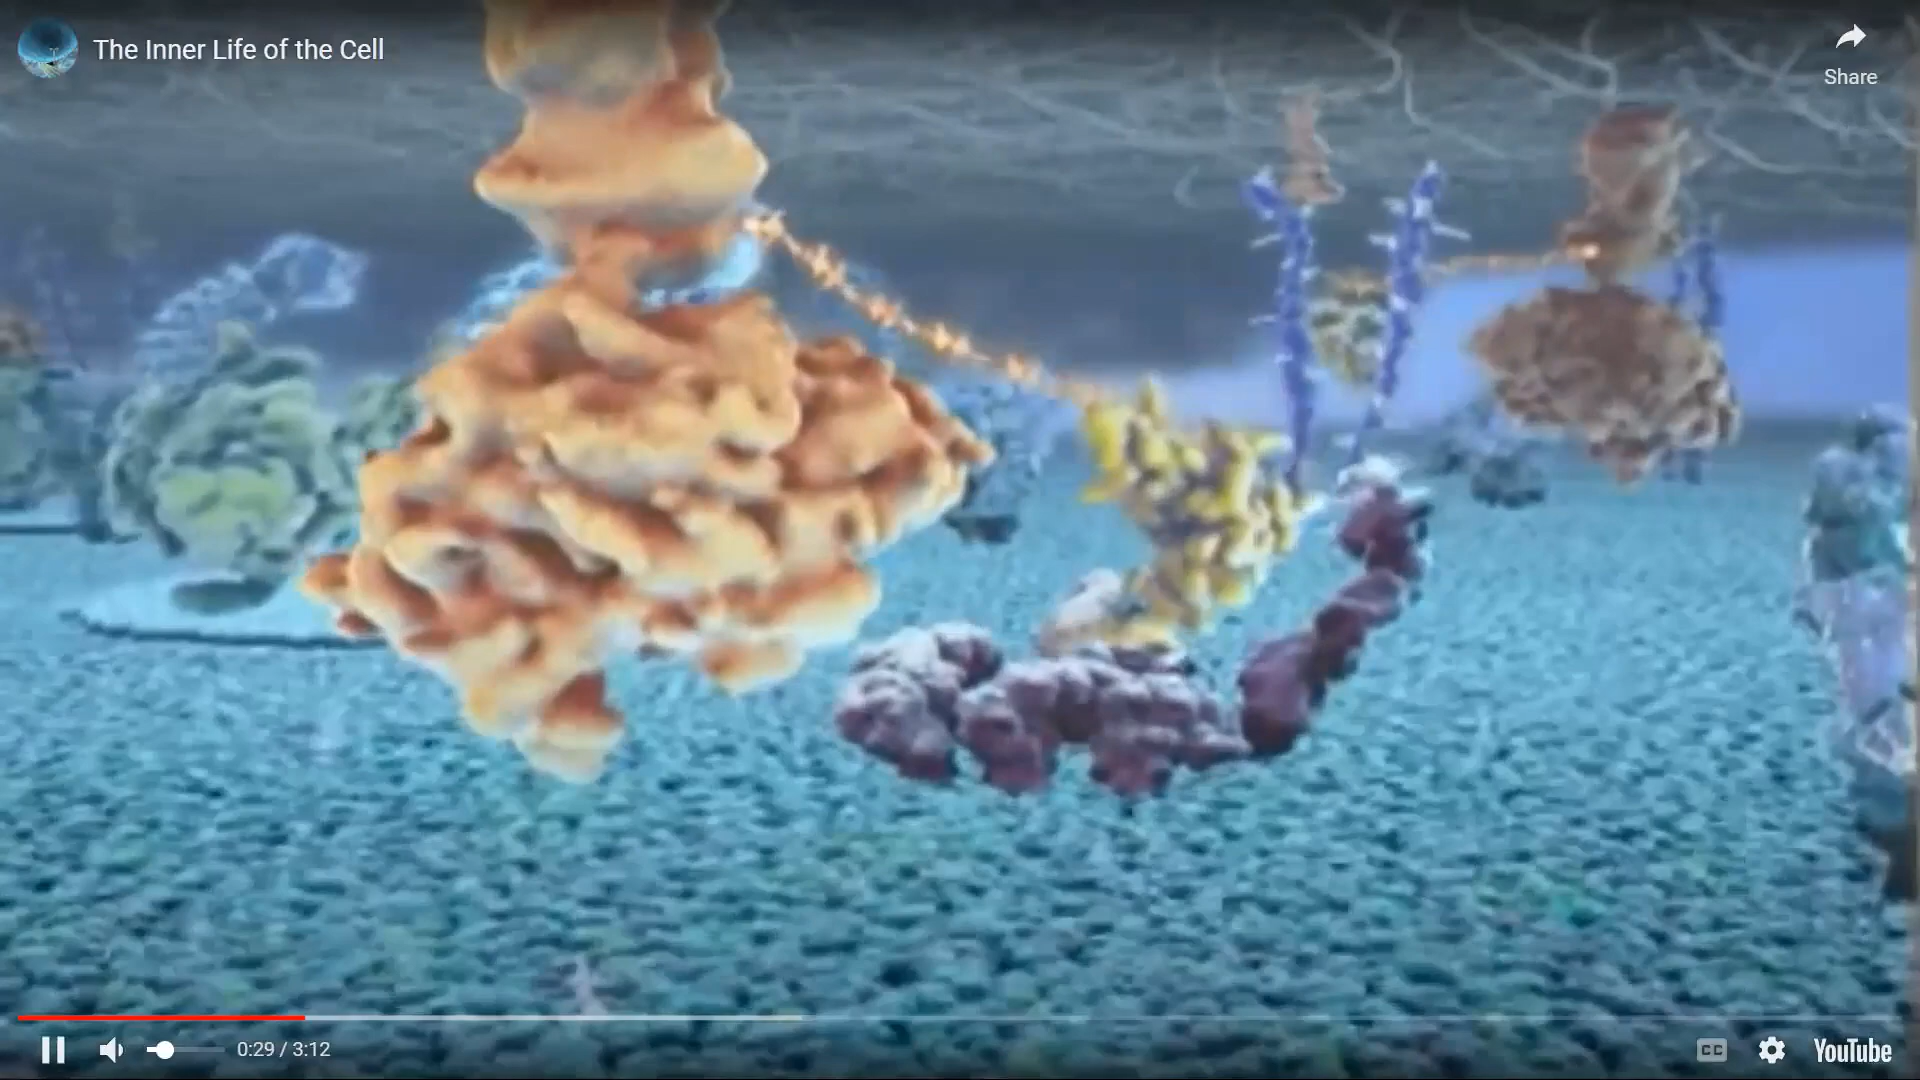 The Inner Life of the Cell
Share
0:29 / 3:12
CC
YouTube